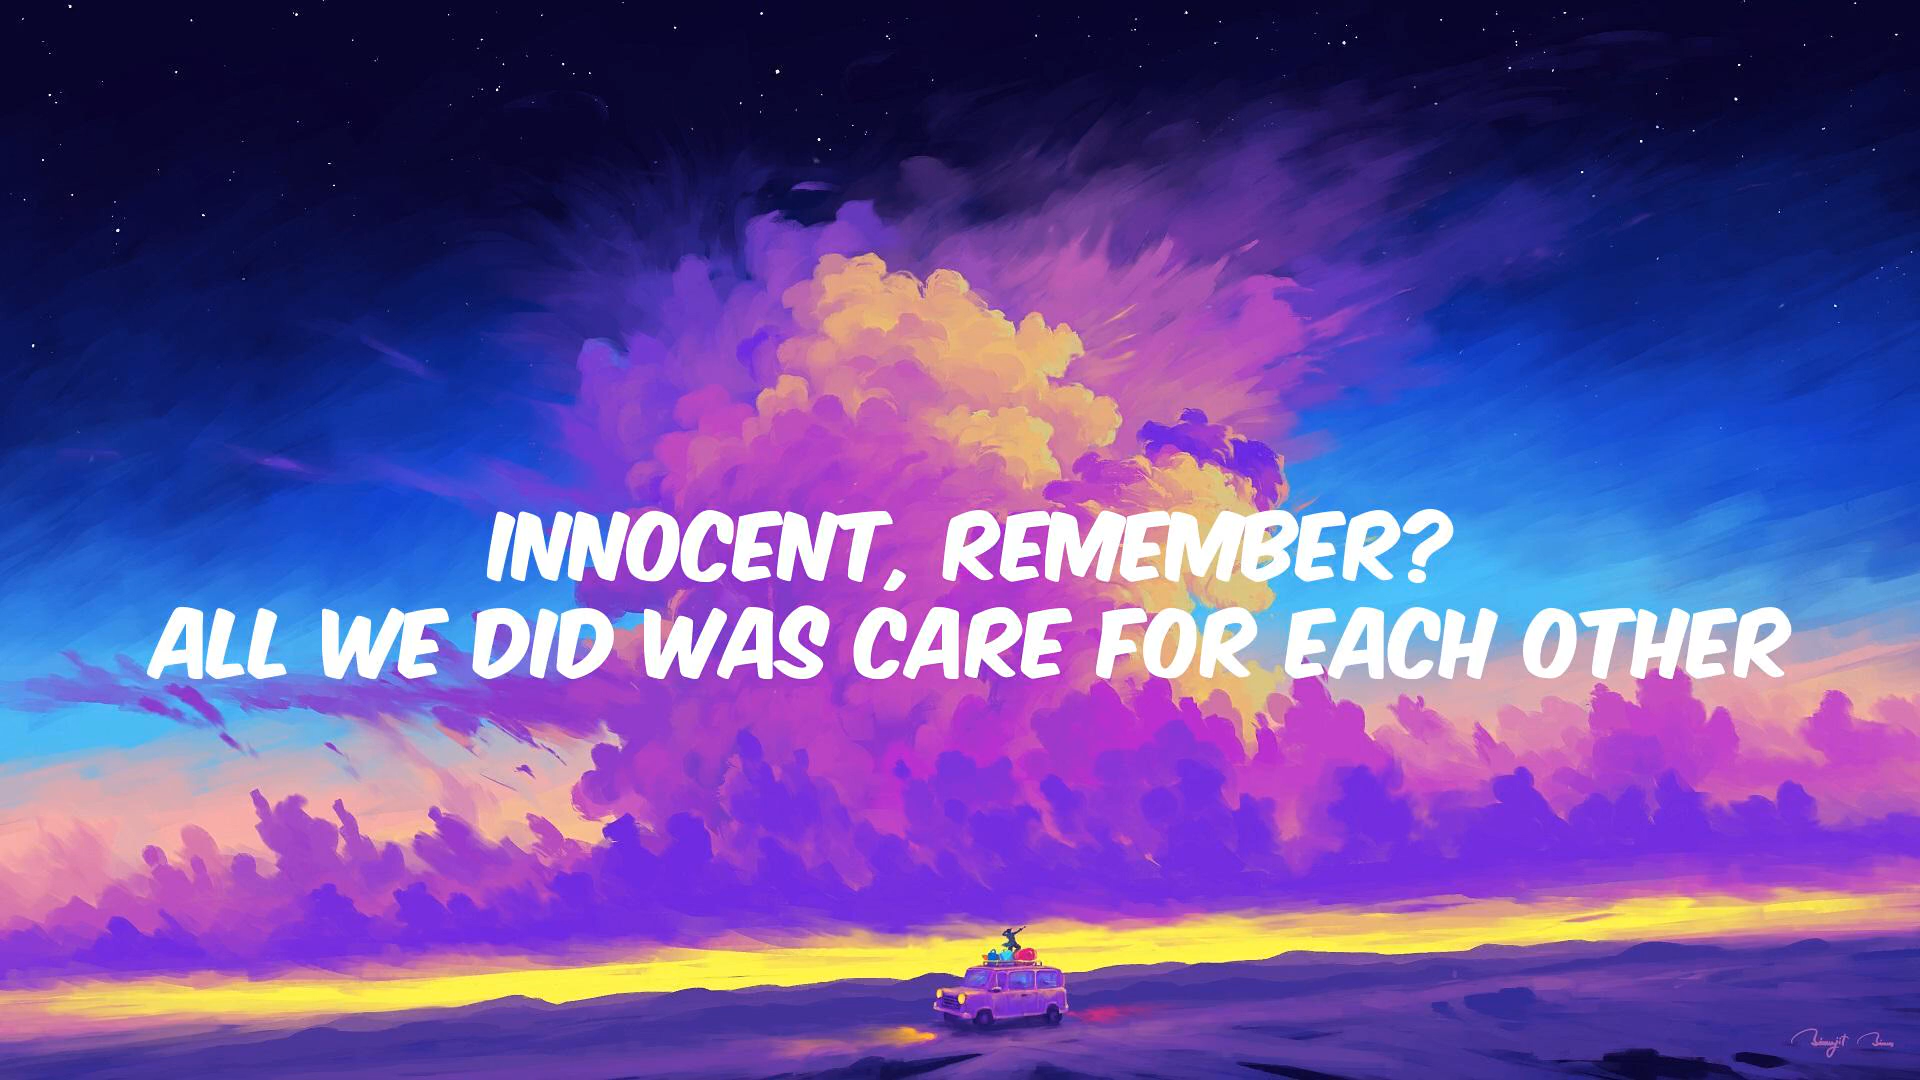 INNOCENT, REMEMBER?
ALL WE DID WAS CARE FOR EACH OTHER